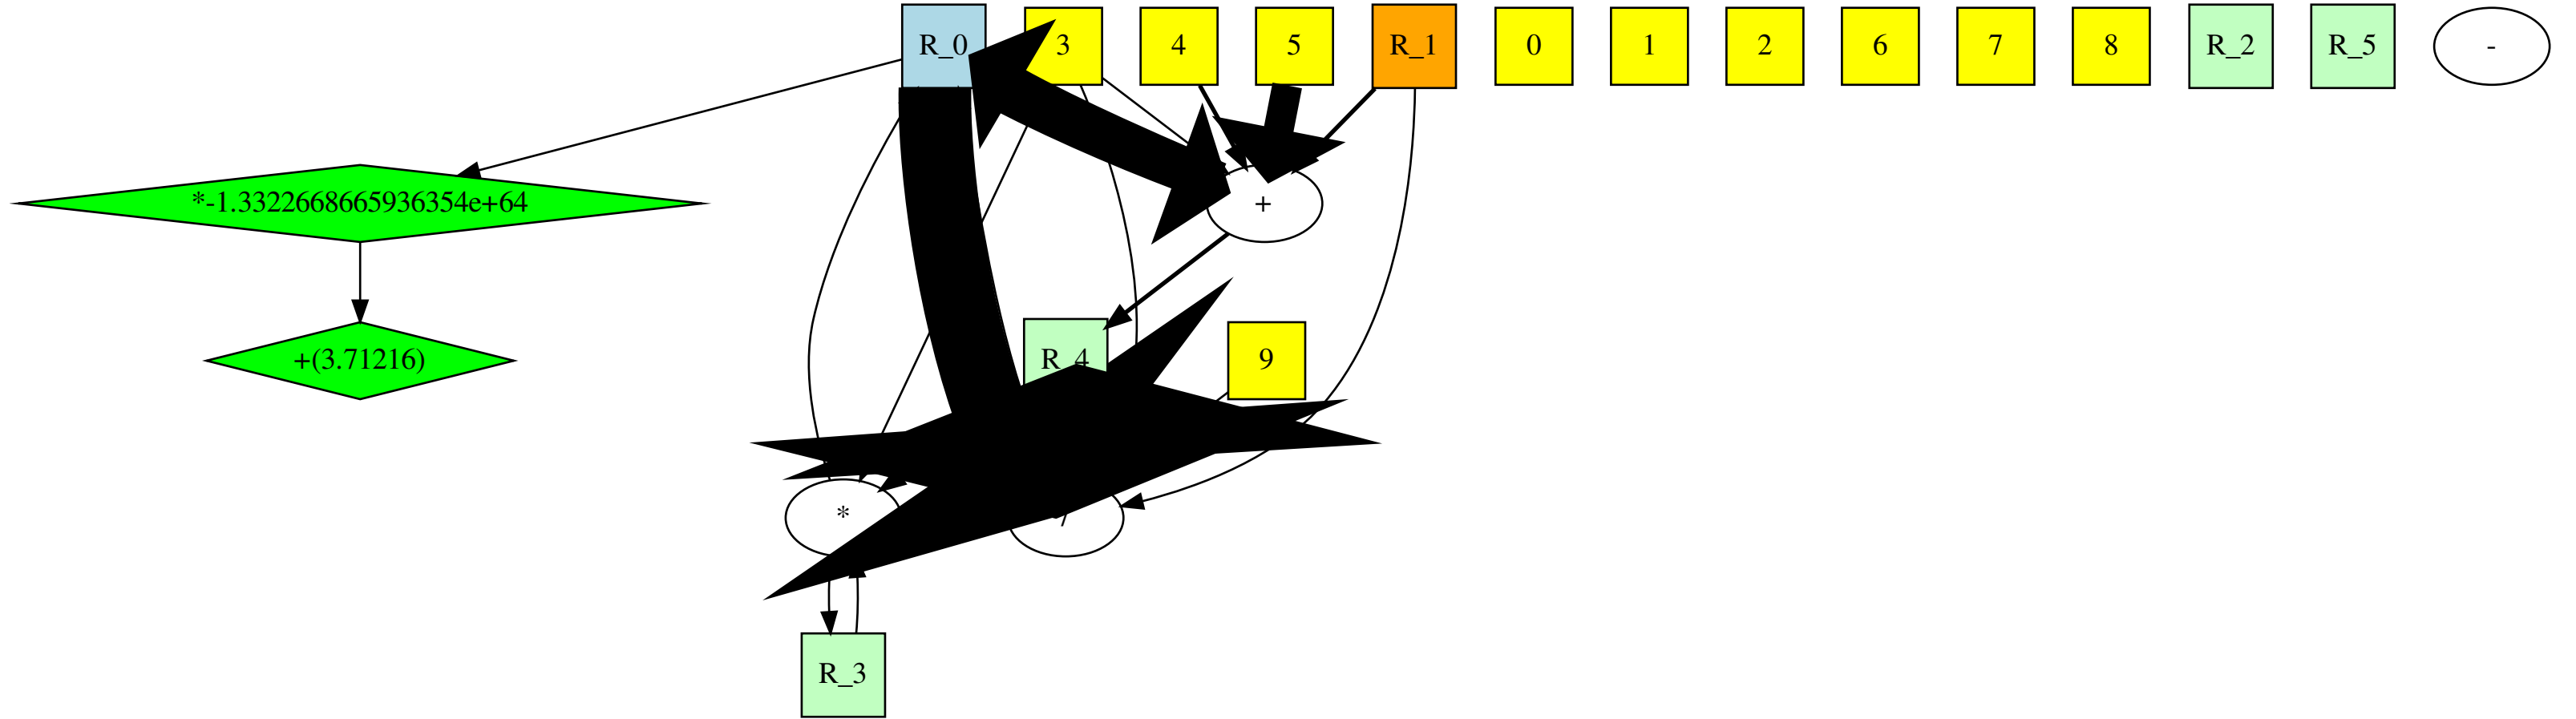 R_0 3 4 5 R_1 0 1 2 6 7 8 R_2 R_5 -
*-1.3322668665936354e+64 +
+(3.71216) R_4 9
* /
R_3